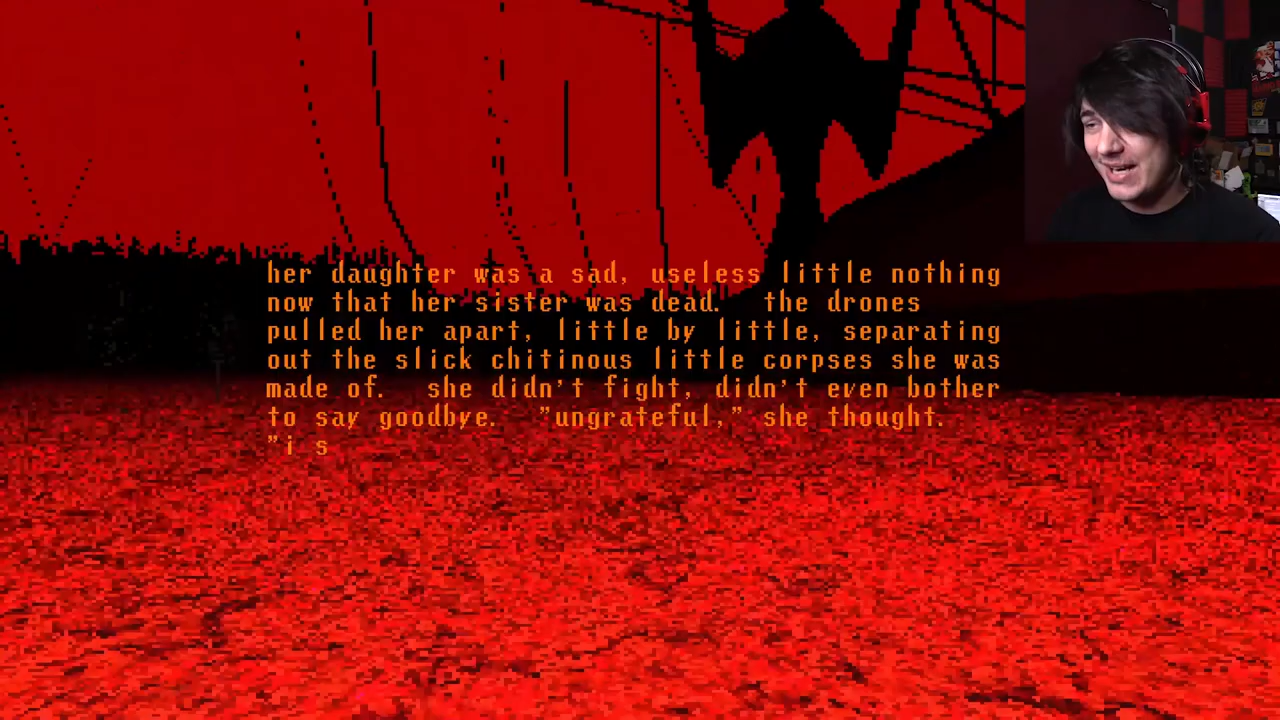 her daughter was a sad, useless little nothing
now that her sister was dead.  the drones
pulled her apart, little by little, separating
out the slick chitinous little corpses she was
made of.  she didn't fight, didn't even bother
to say goodbye.  "ungrateful," she thought.
"i s